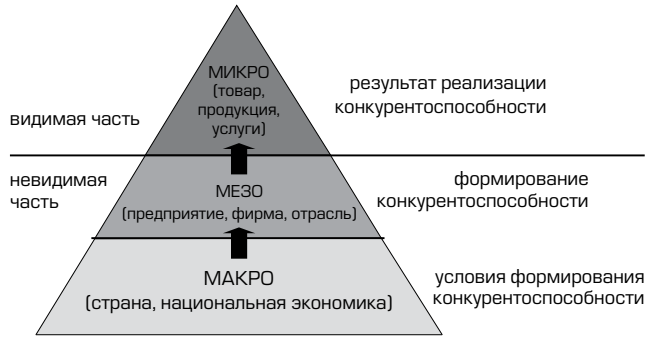 МИКРО
(товар,
продукция,
услуги)
результат реализации
конкурентоспособности
видимая часть
невидимая
часть
МЕЗО
(предприятие, фирма, отрасль)
формирование
конкурентоспособности
МАКРО
(страна, национальная экономика)
условия формирования
конкурентоспособности